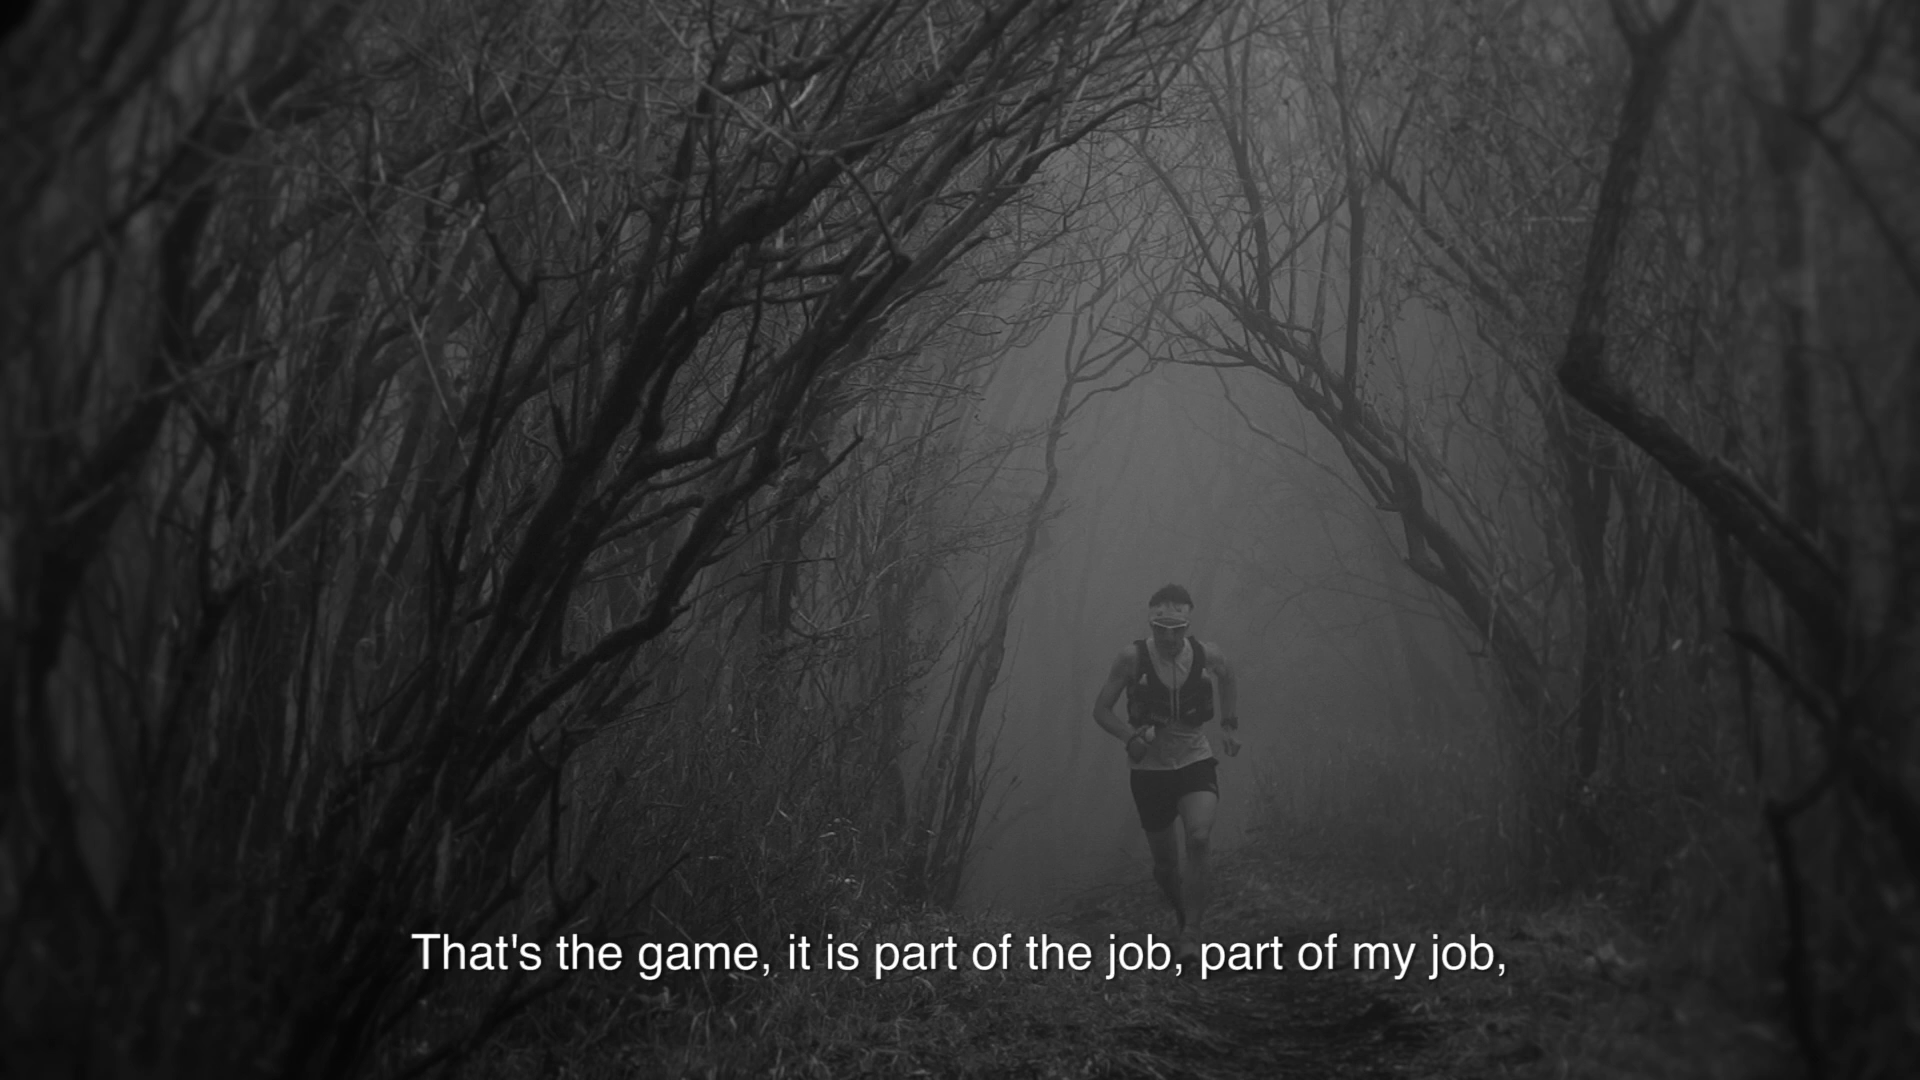 That's the game, it is part of the job, part of my job,